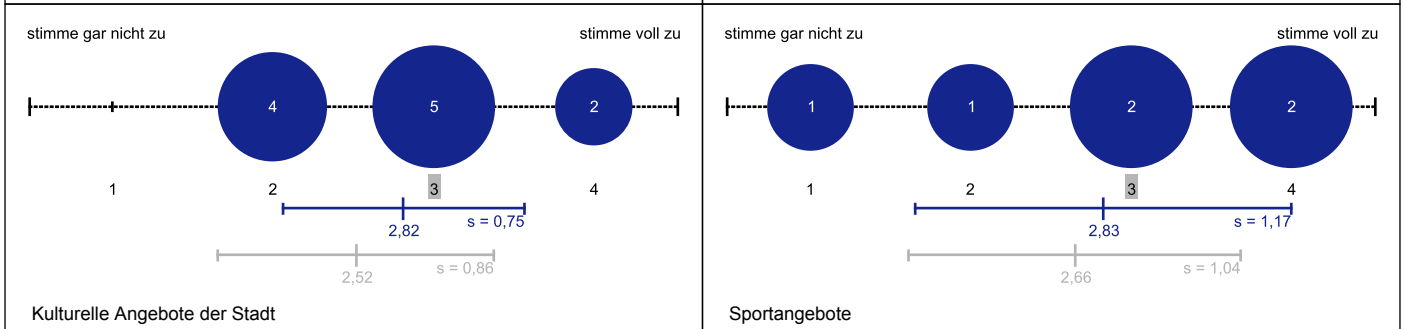 stimme gar nicht zu
stimme voll zu
4
5
2
1
2
3
4
s = 0,75
2,82
s = 0,86
2,52
Kulturelle Angebote der Stadt
stimme gar nicht zu
stimme voll zu
1
1
2
2
1
2
3
4
s = 1,17
2,83
s = 1,04
2,66
Sportangebote